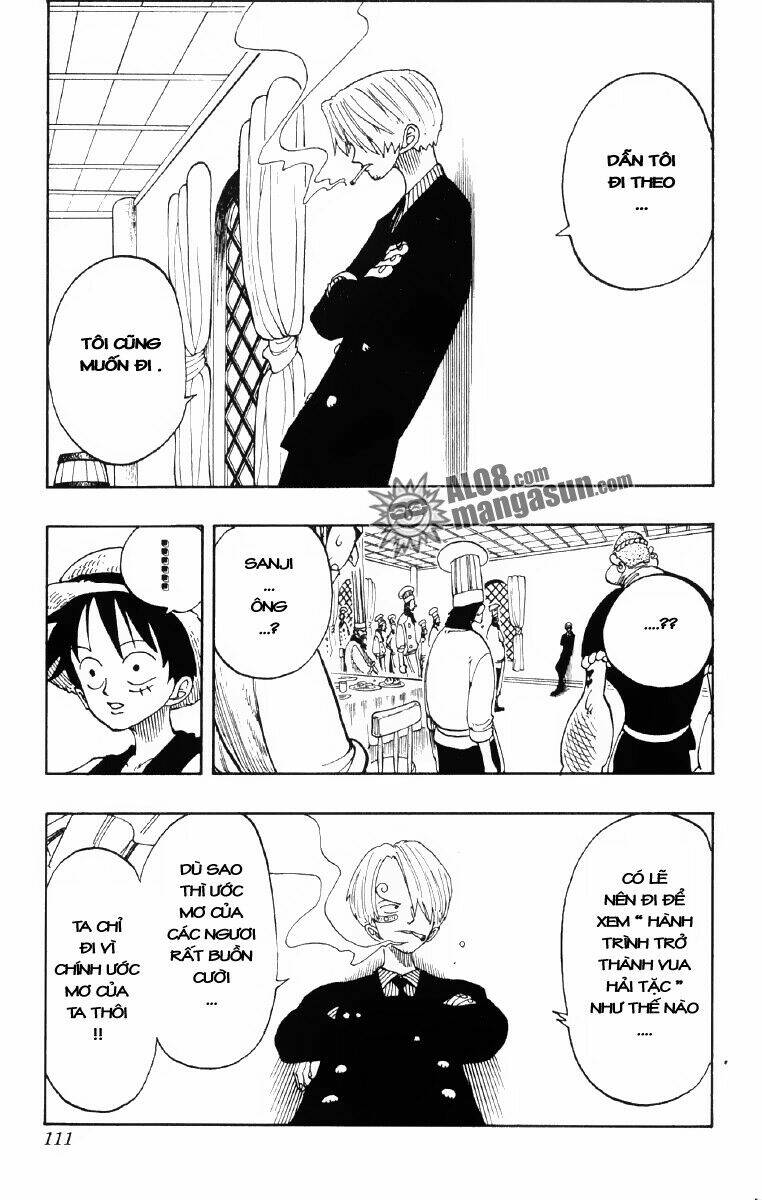 DẪN TÔI
ĐI THEO
...
TÔI CŨNG
MUỐN ĐI .
ALO8.com
mangasun.com
....??
SANJI
...
ÔNG
...?
!!!!!!
CÓ LẼ
NÊN ĐI ĐỂ
XEM “ HÀNH
TRÌNH TRỞ
THÀNH VUA
HẢI TẶC ”
NHƯ THẾ NÀO
....
DÙ SAO
THÌ ƯỚC
MƠ CỦA
CÁC NGƯƠI
RẤT BUỒN
CƯỜI
...
TA CHỈ
ĐI VÌ
CHÍNH ƯỚC
MƠ CỦA
TA THÔI
!!
111